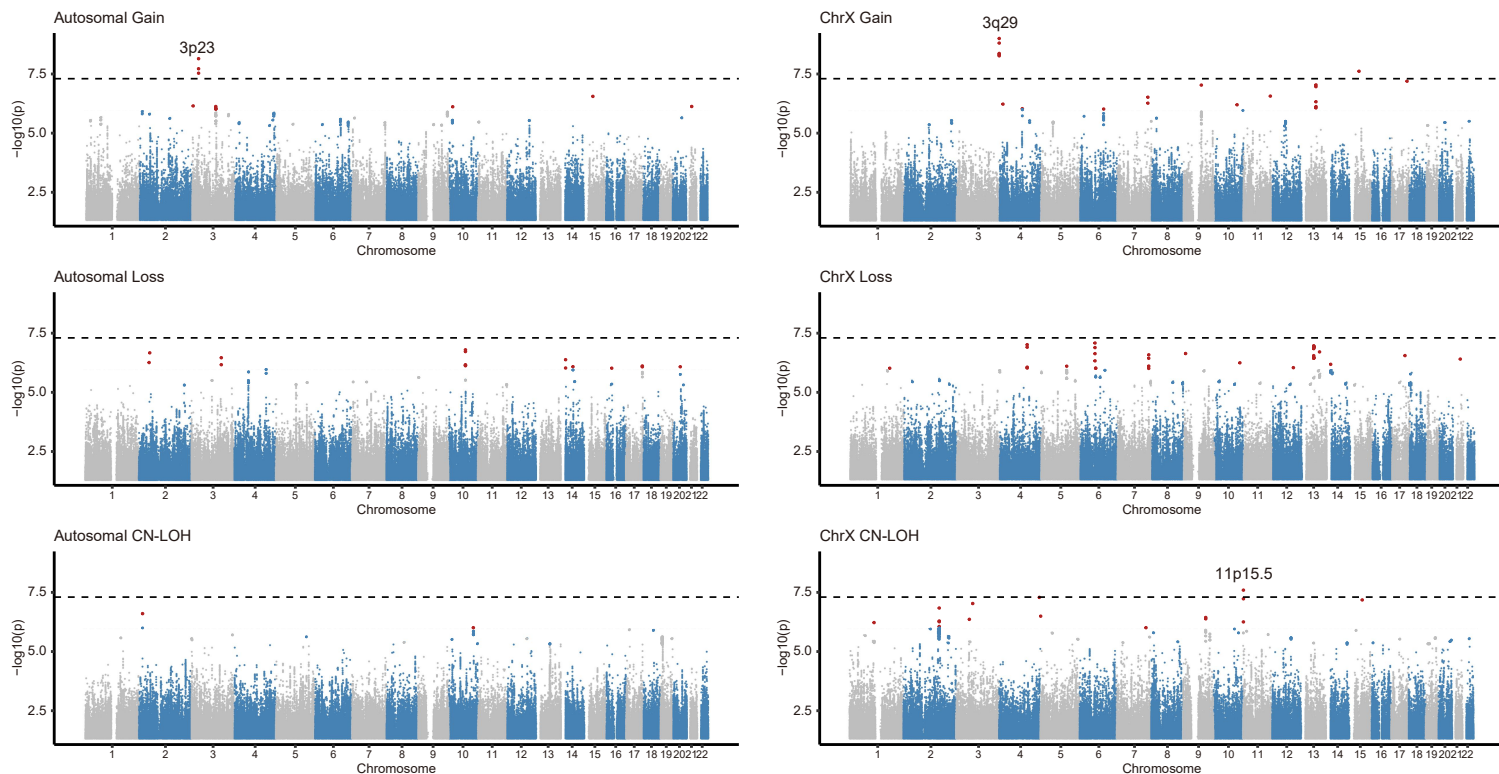 Autosomal Gain
3p23
7.5
5.0
2.5
−log10(p)
1 2 3 4 5 6 7 8 9 10 11 12 13 14 15 16 17 18 19 20 21 22
Chromosome
ChrX Gain
3q29
7.5
5.0
2.5
−log10(p)
1 2 3 4 5 6 7 8 9 10 11 12 13 14 15 16 17 18 19 20 21 22
Chromosome
Autosomal Loss
7.5
5.0
2.5
−log10(p)
1 2 3 4 5 6 7 8 9 10 11 12 13 14 15 16 17 18 19 20 21 22
Chromosome
ChrX Loss
7.5
5.0
2.5
−log10(p)
1 2 3 4 5 6 7 8 9 10 11 12 13 14 15 16 17 18 19 20 21 22
Chromosome
Autosomal CN-LOH
7.5
5.0
2.5
−log10(p)
1 2 3 4 5 6 7 8 9 10 11 12 13 14 15 16 17 18 19 20 21 22
Chromosome
ChrX CN-LOH
11p15.5
7.5
5.0
2.5
−log10(p)
1 2 3 4 5 6 7 8 9 10 11 12 13 14 15 16 17 18 19 20 21 22
Chromosome